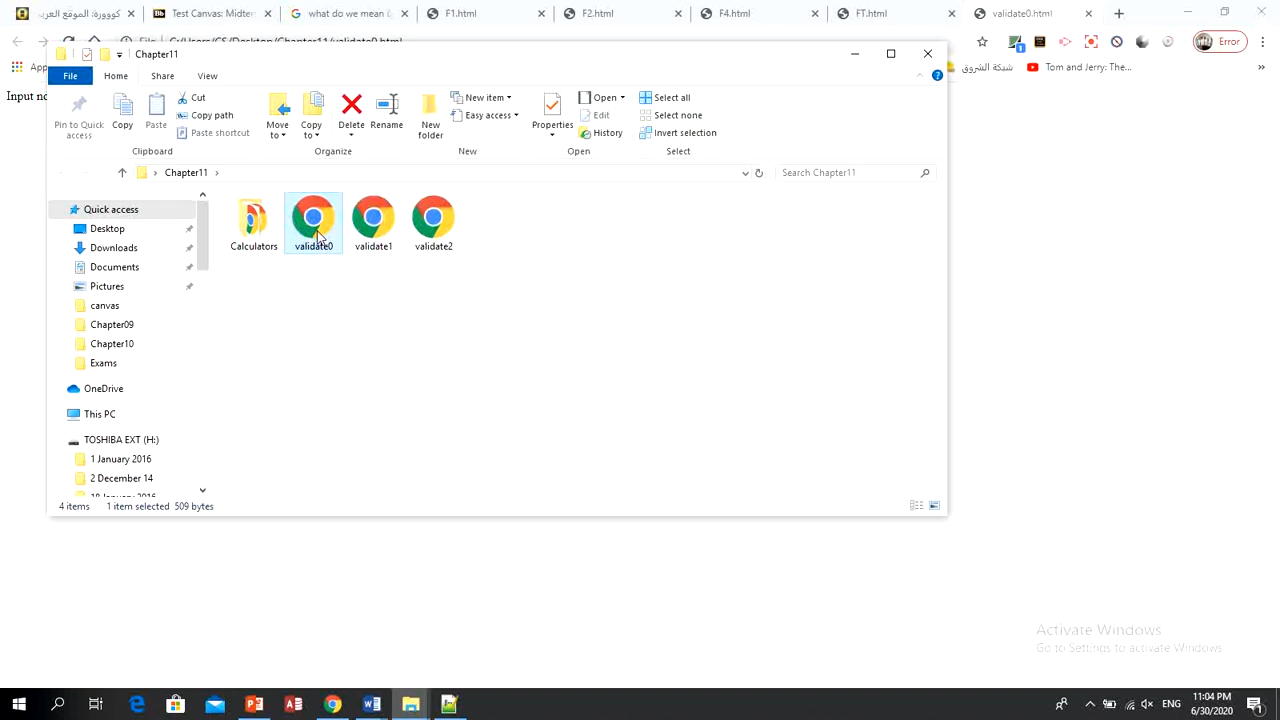 كووورة: الموقع العرب
Test Canvas: Midter
what do we mean
F1.html
F2.html
F4.html
FT.html
validate0.html
Error
شبكة الشروق
Tom and Jerry: The...
Input
Chapter11
File
Home
Share
View
Pin to Quick access
Copy
Paste
Cut
Copy path
Paste shortcut
Move to
Copy to
Delete
Rename
New folder
New item
Easy access
Properties
Open
Edit
History
Select all
Select none
Invert selection
Clipboard
Organize
New
Open
Select
Chapter11
Search Chapter11
Quick access
Desktop
Downloads
Documents
Pictures
canvas
Chapter09
Chapter10
Exams
OneDrive
This PC
TOSHIBA EXT (H:)
1 January 2016
2 December 14
18 January 2016
Calculators
validate0
validate1
validate2
4 items
1 item selected 509 bytes
Activate Windows
Go to Settings to activate Windows.
ENG
11:04 PM
6/30/2020